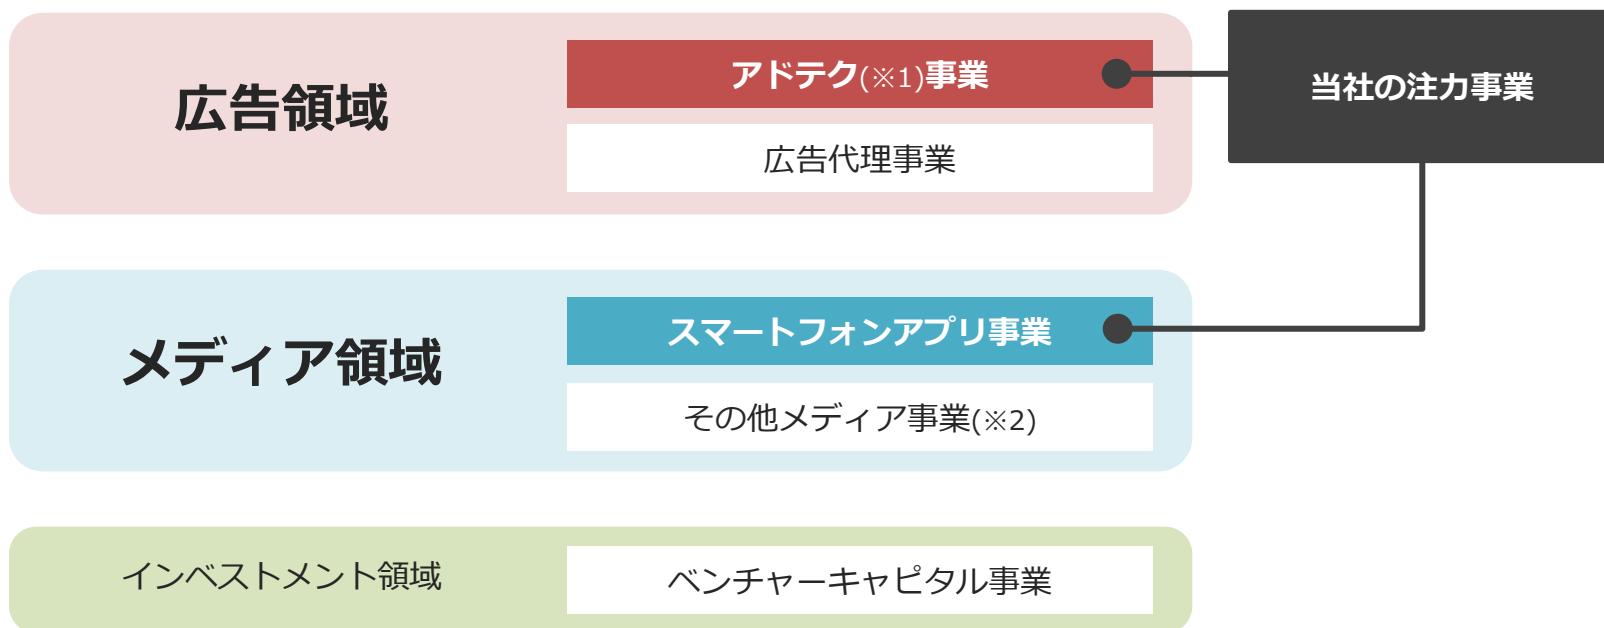 広告領域
アドテク(※1)事業
広告代理事業
当社の注力事業
メディア領域
スマートフォンアプリ事業
その他メディア事業(※2)
インベストメント領域
ベンチャーキャピタル事業